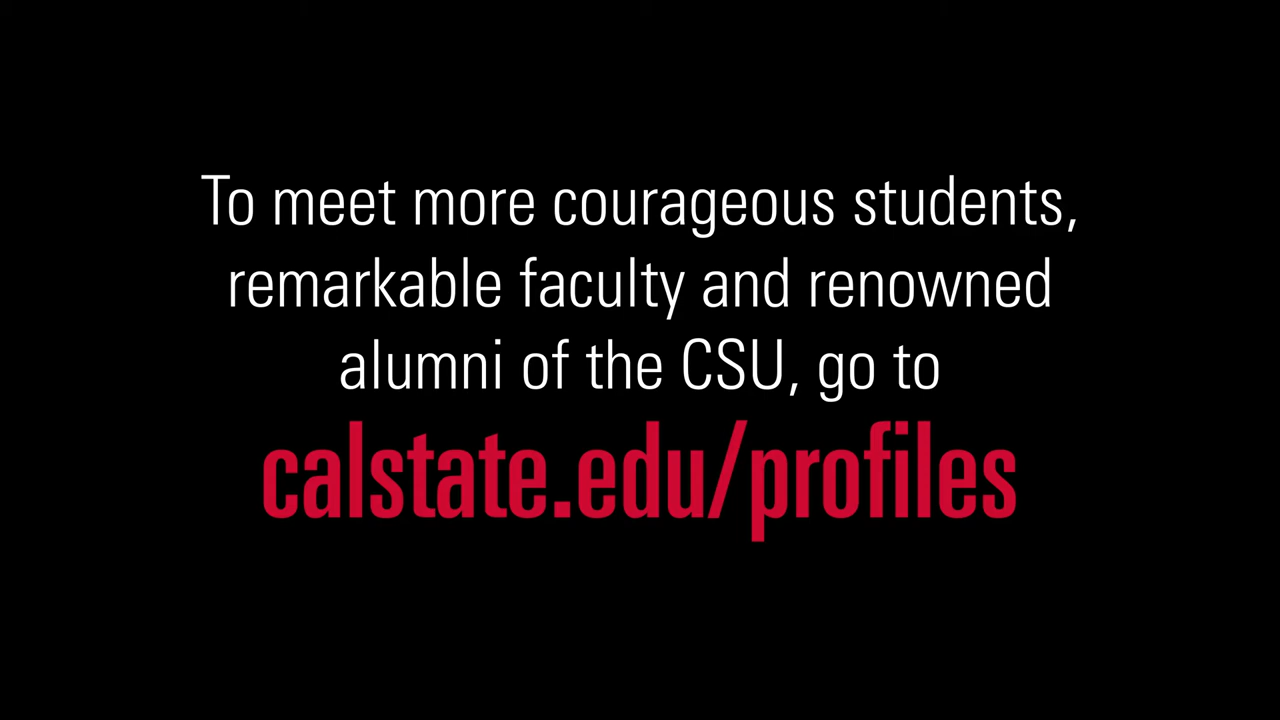 To meet more courageous students,
remarkable faculty and renowned
alumni of the CSU, go to
calstate.edu/profiles